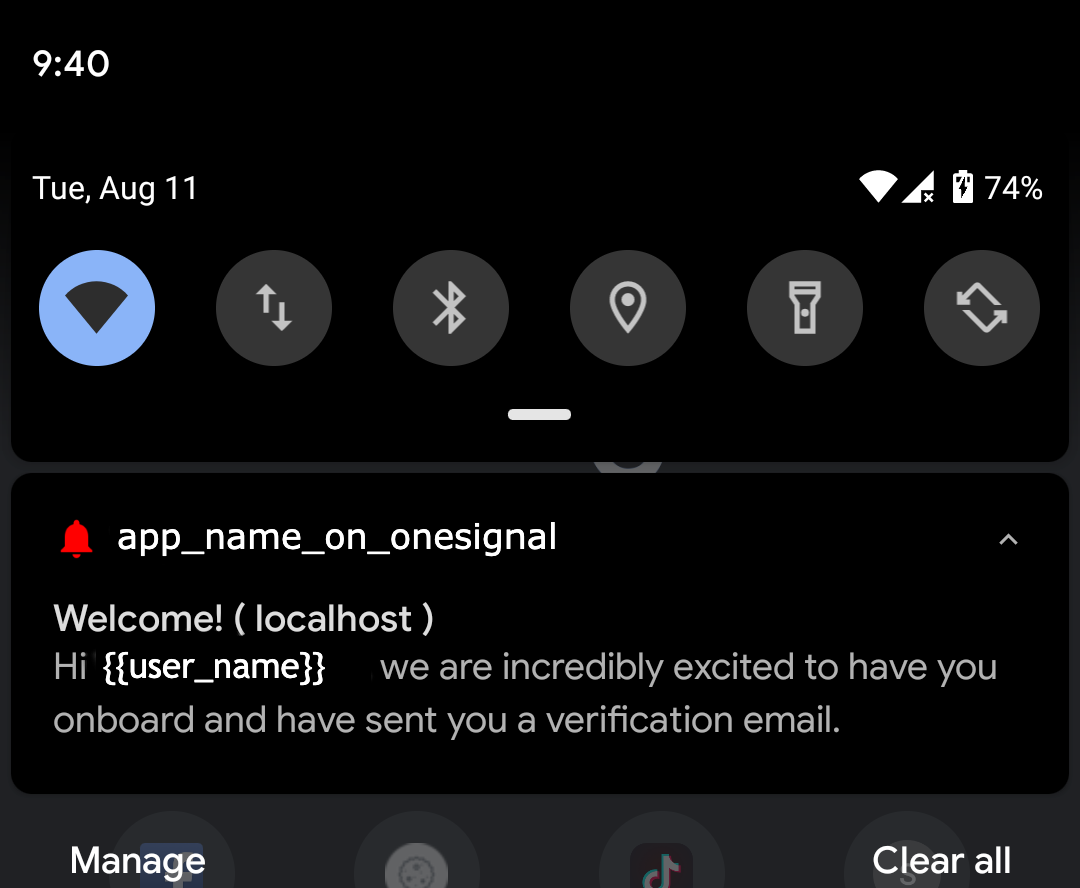 9:40
Tue, Aug 11 74%
app_name_on_onesignal
Welcome! ( localhost )
Hi {{user_name}} we are incredibly excited to have you
onboard and have sent you a verification email.
Manage Clear all